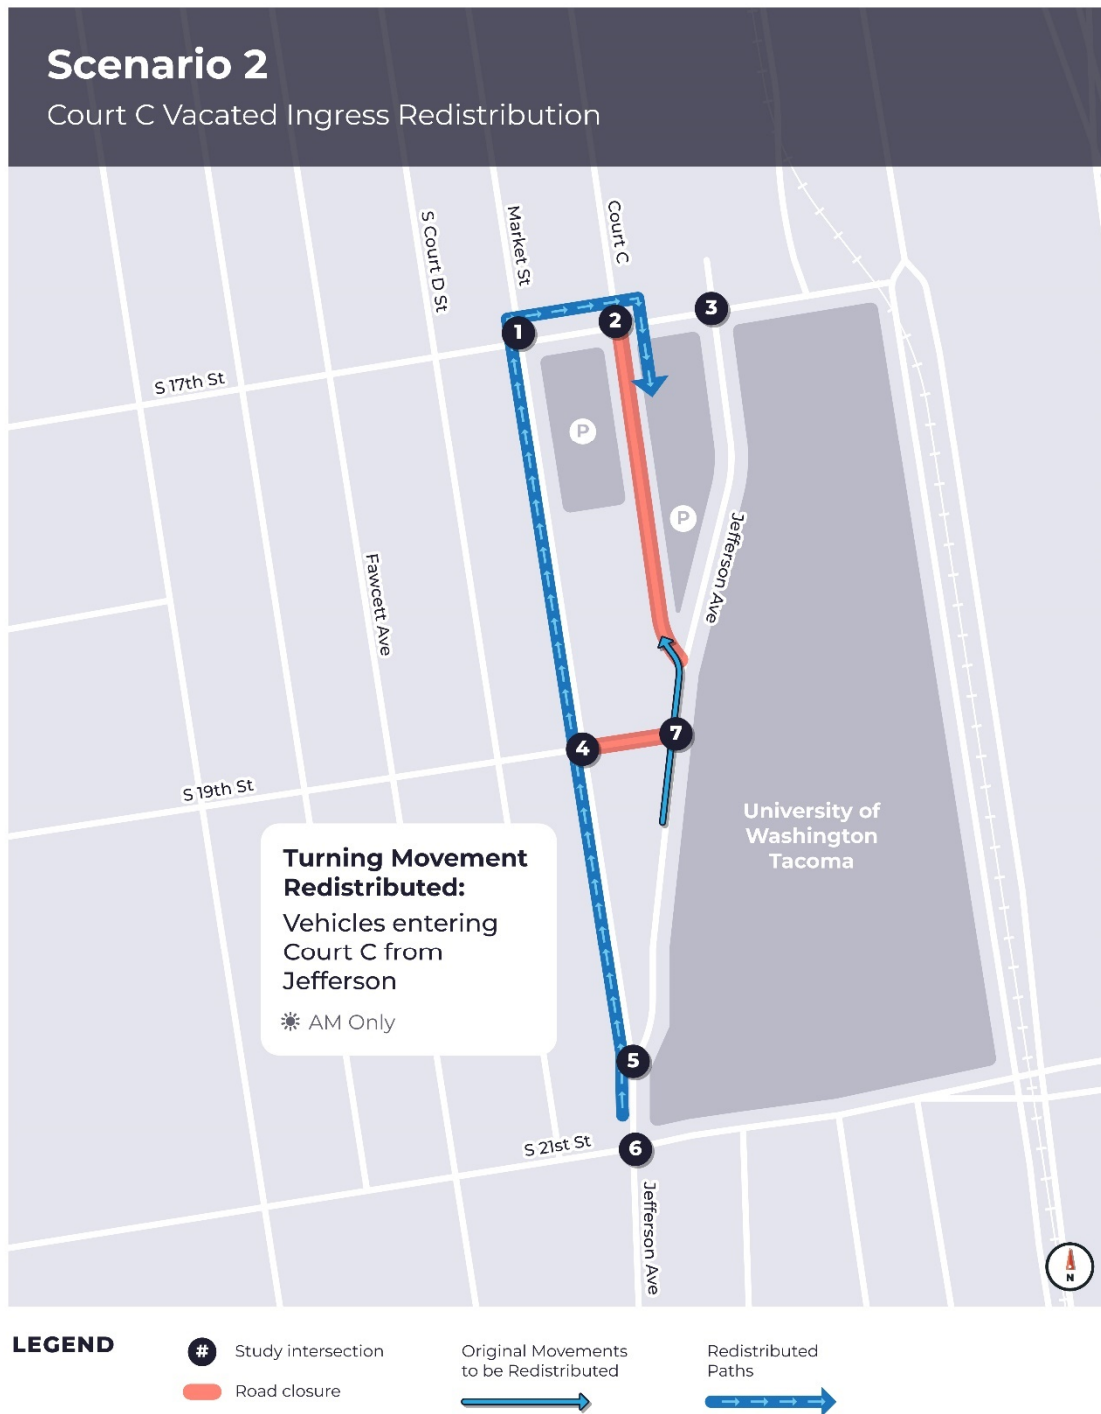 Scenario 2
Court C Vacated Ingress Redistribution
S Court D St
Market St
Court C
1
2
3
S 17th St
P
P
Jefferson Ave
Fawcett Ave
4
7
S 19th St
University of
Washington
Tacoma
Turning Movement
Redistributed:
Vehicles entering
Court C from
Jefferson
AM Only
5
S 21st St
6
Jefferson Ave
N
LEGEND
# Study intersection
Road closure
Original Movements
to be Redistributed
Redistributed
Paths